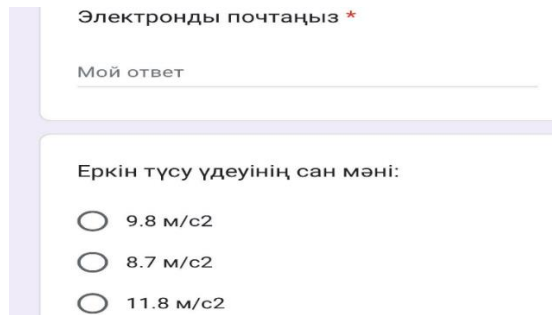 Электронды почтаңыз *
Мой ответ
Еркін түсу үдеуінің сан мәні:
9.8 м/с2
8.7 м/с2
11.8 м/с2